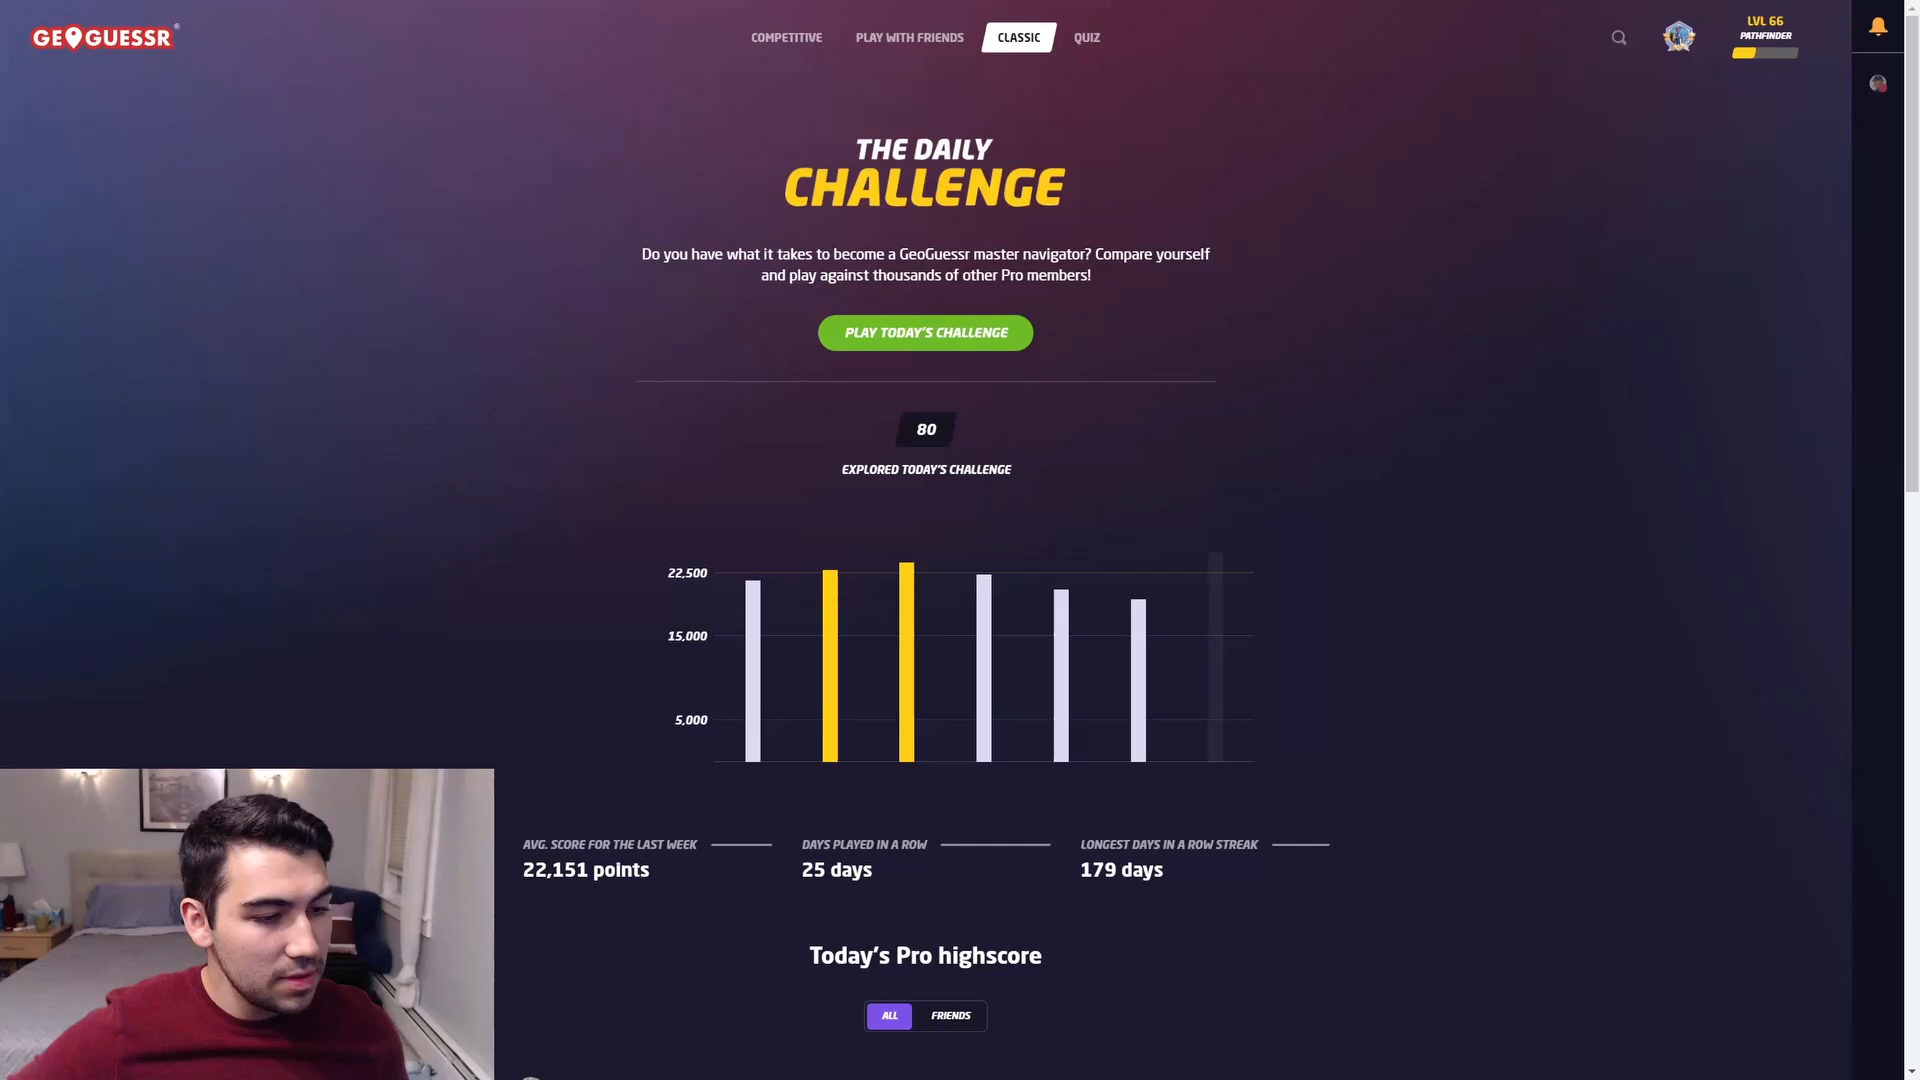 GEOGUESSR
COMPETITIVE
PLAY WITH FRIENDS
CLASSIC
QUIZ
LVL 66
PATHFINDER
THE DAILY
CHALLENGE
Do you have what it takes to become a GeoGuessr master navigator? Compare yourself
and play against thousands of other Pro members!
PLAY TODAY'S CHALLENGE
80
EXPLORED TODAY'S CHALLENGE
22,500
15,000
5,000
AVG. SCORE FOR THE LAST WEEK
22,151 points
DAYS PLAYED IN A ROW
25 days
LONGEST DAYS IN A ROW STREAK
179 days
Today's Pro highscore
ALL
FRIENDS